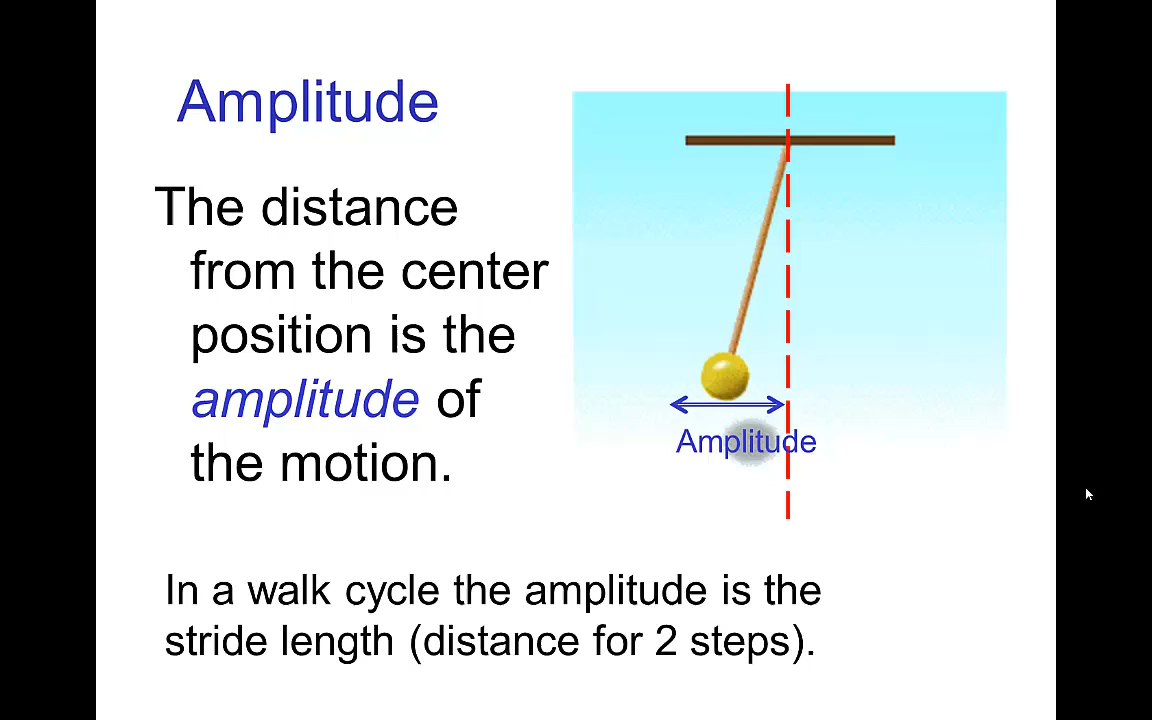 Amplitude
The distance
from the center
position is the
amplitude of
the motion.
Amplitude
In a walk cycle the amplitude is the
stride length (distance for 2 steps).